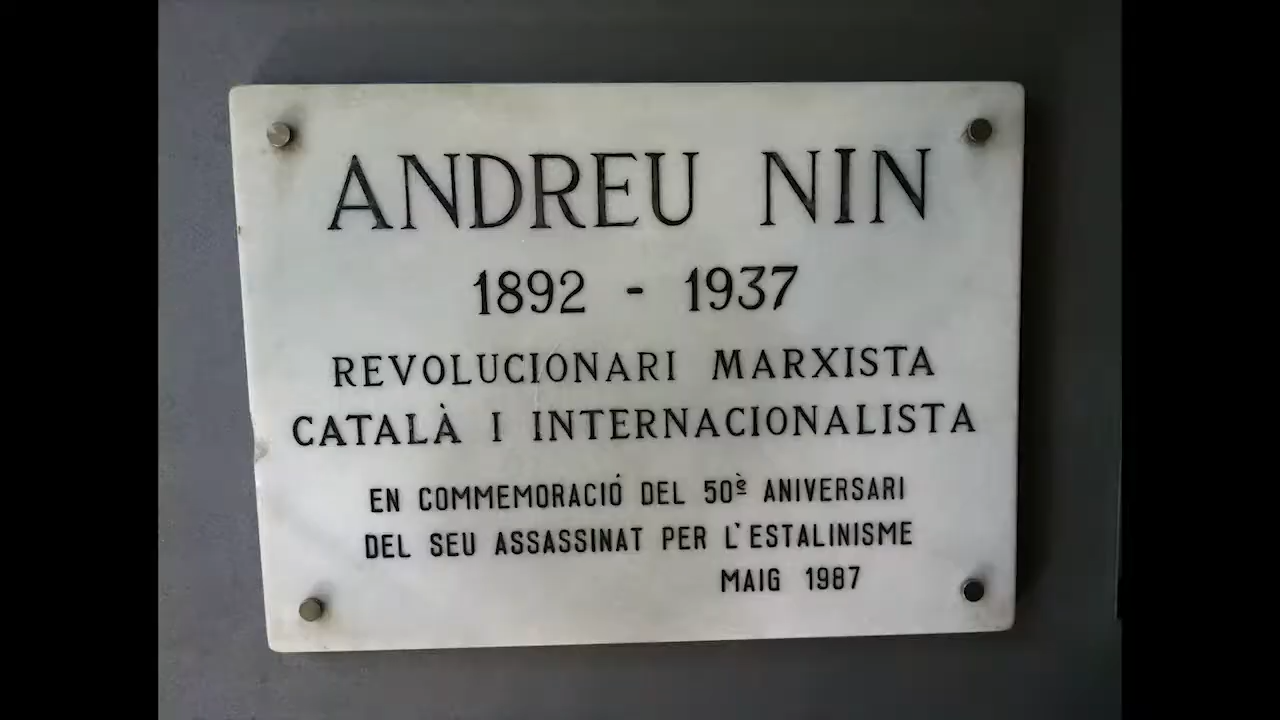 ANDREU NIN
1892 - 1937
REVOLUCIONARI MARXISTA
CATALÀ I INTERNACIONALISTA
EN COMMEMORACIÓ DEL 50è ANIVERSARI
DEL SEU ASSASSINAT PER L'ESTALINISME
MAIG 1987